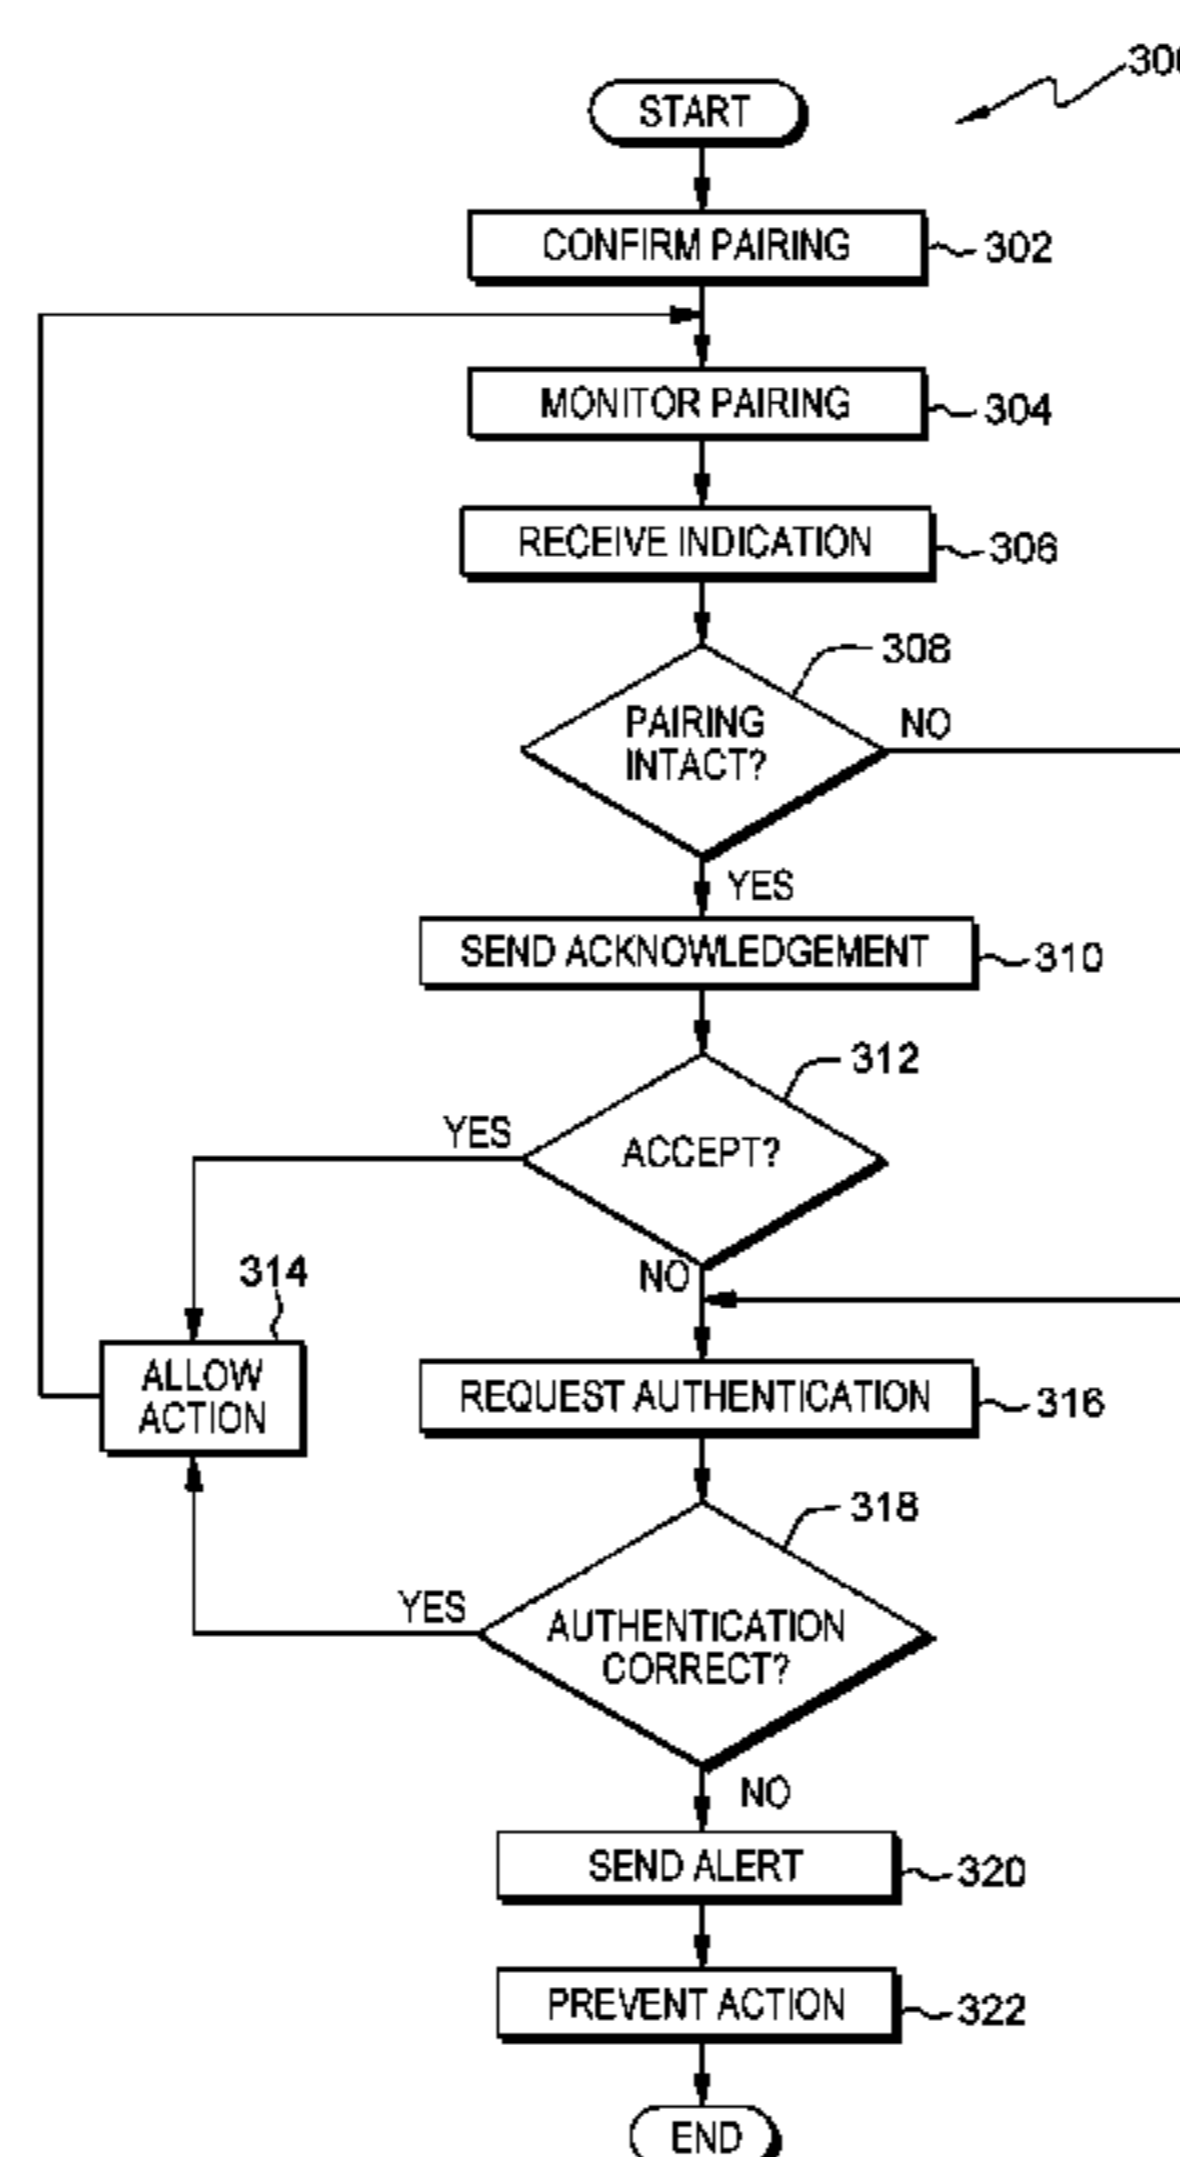 300
START
CONFIRM PAIRING
302
MONITOR PAIRING
304
RECEIVE INDICATION
306
308
PAIRING
INTACT?
NO
YES
SEND ACKNOWLEDGEMENT
310
312
YES
ACCEPT?
NO
314
ALLOW
ACTION
REQUEST AUTHENTICATION
316
318
YES
AUTHENTICATION
CORRECT?
NO
SEND ALERT
320
PREVENT ACTION
322
END